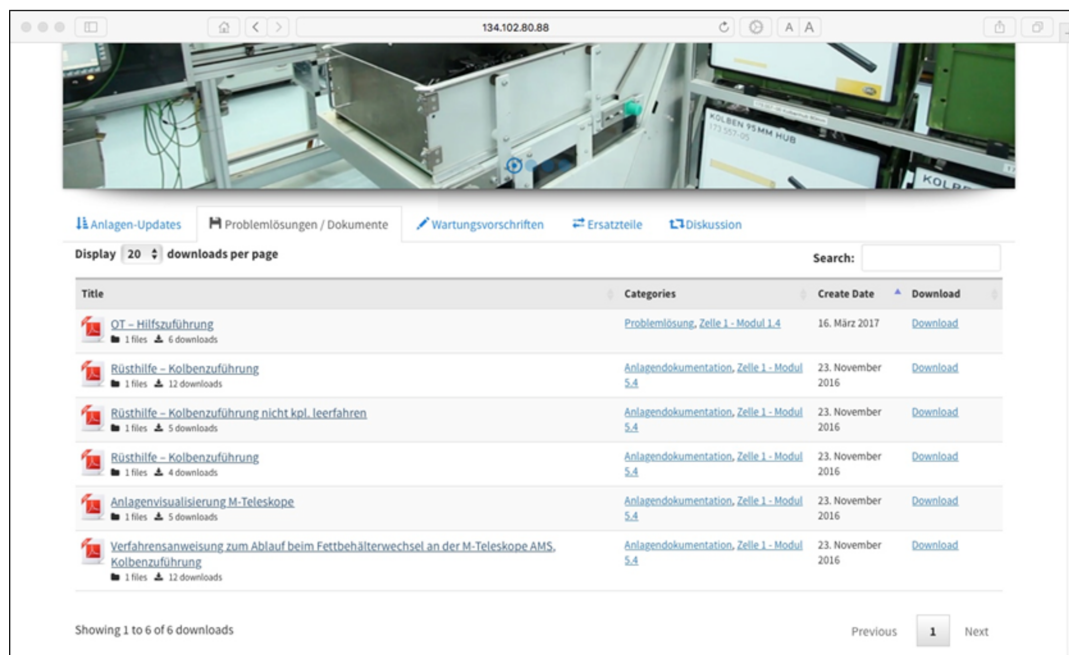 134.102.80.88
A A
KOLBEN 95MM HUB
173 557-05
KOLB
Anlagen-Updates Problemlösungen / Dokumente Wartungsvorschriften Ersatzteile Diskussion
Display 20 downloads per page Search:
Title Categories Create Date Download
OT – Hilfszuführung Problemlösung, Zelle 1 - Modul 1.4 16. März 2017 Download
1 files 6 downloads
Rüsthilfe – Kolbenzuführung Anlagendokumentation, Zelle 1 - Modul 23. November Download
1 files 12 downloads 5.4 2016
Rüsthilfe – Kolbenzuführung nicht kpl. leerfahren Anlagendokumentation, Zelle 1 - Modul 23. November Download
1 files 5 downloads 5.4 2016
Rüsthilfe – Kolbenzuführung Anlagendokumentation, Zelle 1 - Modul 23. November Download
1 files 4 downloads 5.4 2016
Anlagenvisualisierung M-Teleskope Anlagendokumentation, Zelle 1 - Modul 23. November Download
1 files 5 downloads 5.4 2016
Verfahrensanweisung zum Ablauf beim Fettbehälterwechsel an der M-Teleskope AMS, Anlagendokumentation, Zelle 1 - Modul 23. November Download
Kolbenzuführung 5.4 2016
1 files 12 downloads
Showing 1 to 6 of 6 downloads Previous 1 Next